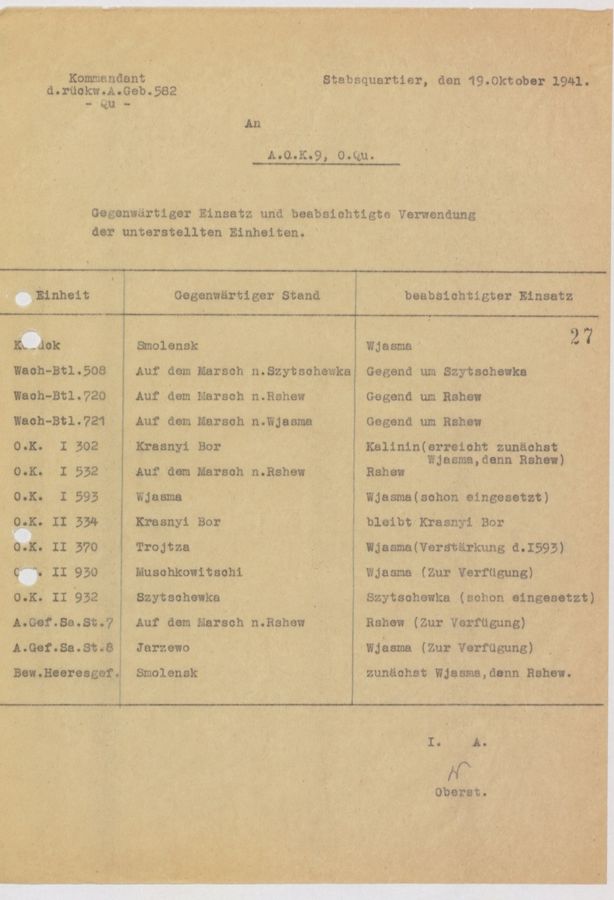 Kommandant
d.rückw.A.Geb.582
- Qu -
Stabsquartier, den 19.Oktober 1941.
An
A.O.K.9, O.Qu.
Gegenwärtiger Einsatz und beabsichtigte Verwendung
der unterstellten Einheiten.
Einheit Gegenwärtiger Stand beabsichtigter Einsatz
27
Smolensk Wjasma
Wach-Btl.508 Auf dem Marsch n.Szytschewka Gegend um Szytschewka
Wach-Btl.720 Auf dem Marsch n.Rshew Gegend um Rshew
Wach-Btl.721 Auf dem Marsch n.Wjasma Gegend um Rshew
O.K. I 302 Krasnyi Bor Kalinin(erreicht zunächst
Wjasma,dann Rshew)
O.K. I 532 Auf dem Marsch n.Rshew Rshew
O.K. I 593 Wjasma Wjasma(schon eingesetzt)
O.K. II 334 Krasnyi Bor bleibt Krasnyi Bor
O.K. II 370 Trojtza Wjasma(Verstärkung d.I593)
II 930 Muschkowitschi Wjasma (Zur Verfügung)
O.K. II 932 Szytschewka Szytschewka (schon eingesetzt)
A.Gef.Sa.St.7 Auf dem Marsch n.Rshew Rshew (Zur Verfügung)
A.Gef.Sa.St.8 Jarzewo Wjasma (Zur Verfügung)
Bew.Heeresgef. Smolensk zunächst Wjasma,dann Rshew.
I. A.
Oberst.